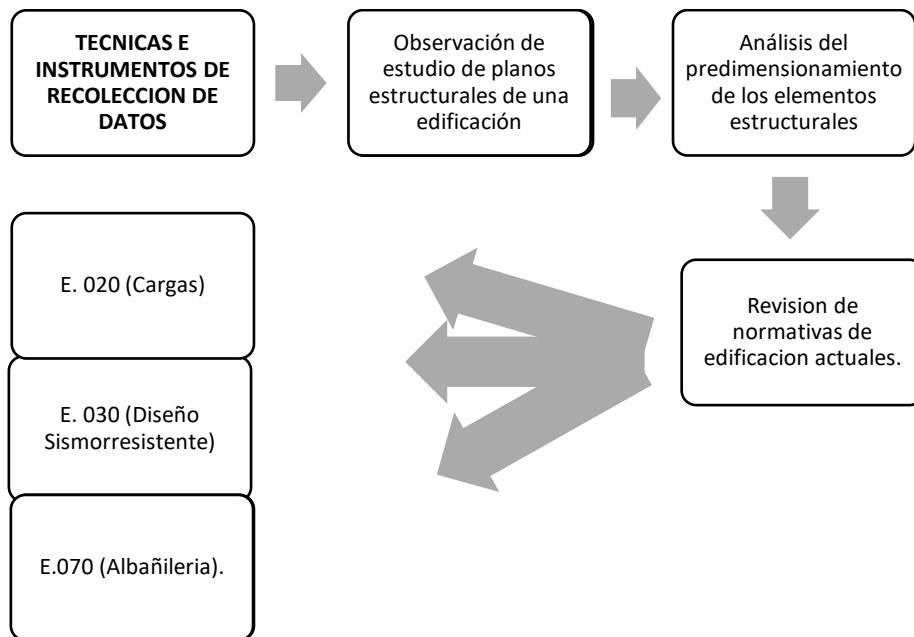 TECNICAS E
INSTRUMENTOS DE
RECOLECCION DE
DATOS
Observación de
estudio de planos
estructurales de una
edificación
Análisis del
predimensionamiento
de los elementos
estructurales
Revision de
normativas de
edificacion actuales.
E. 020 (Cargas)
E. 030 (Diseño
Sismorresistente)
E.070 (Albañileria).